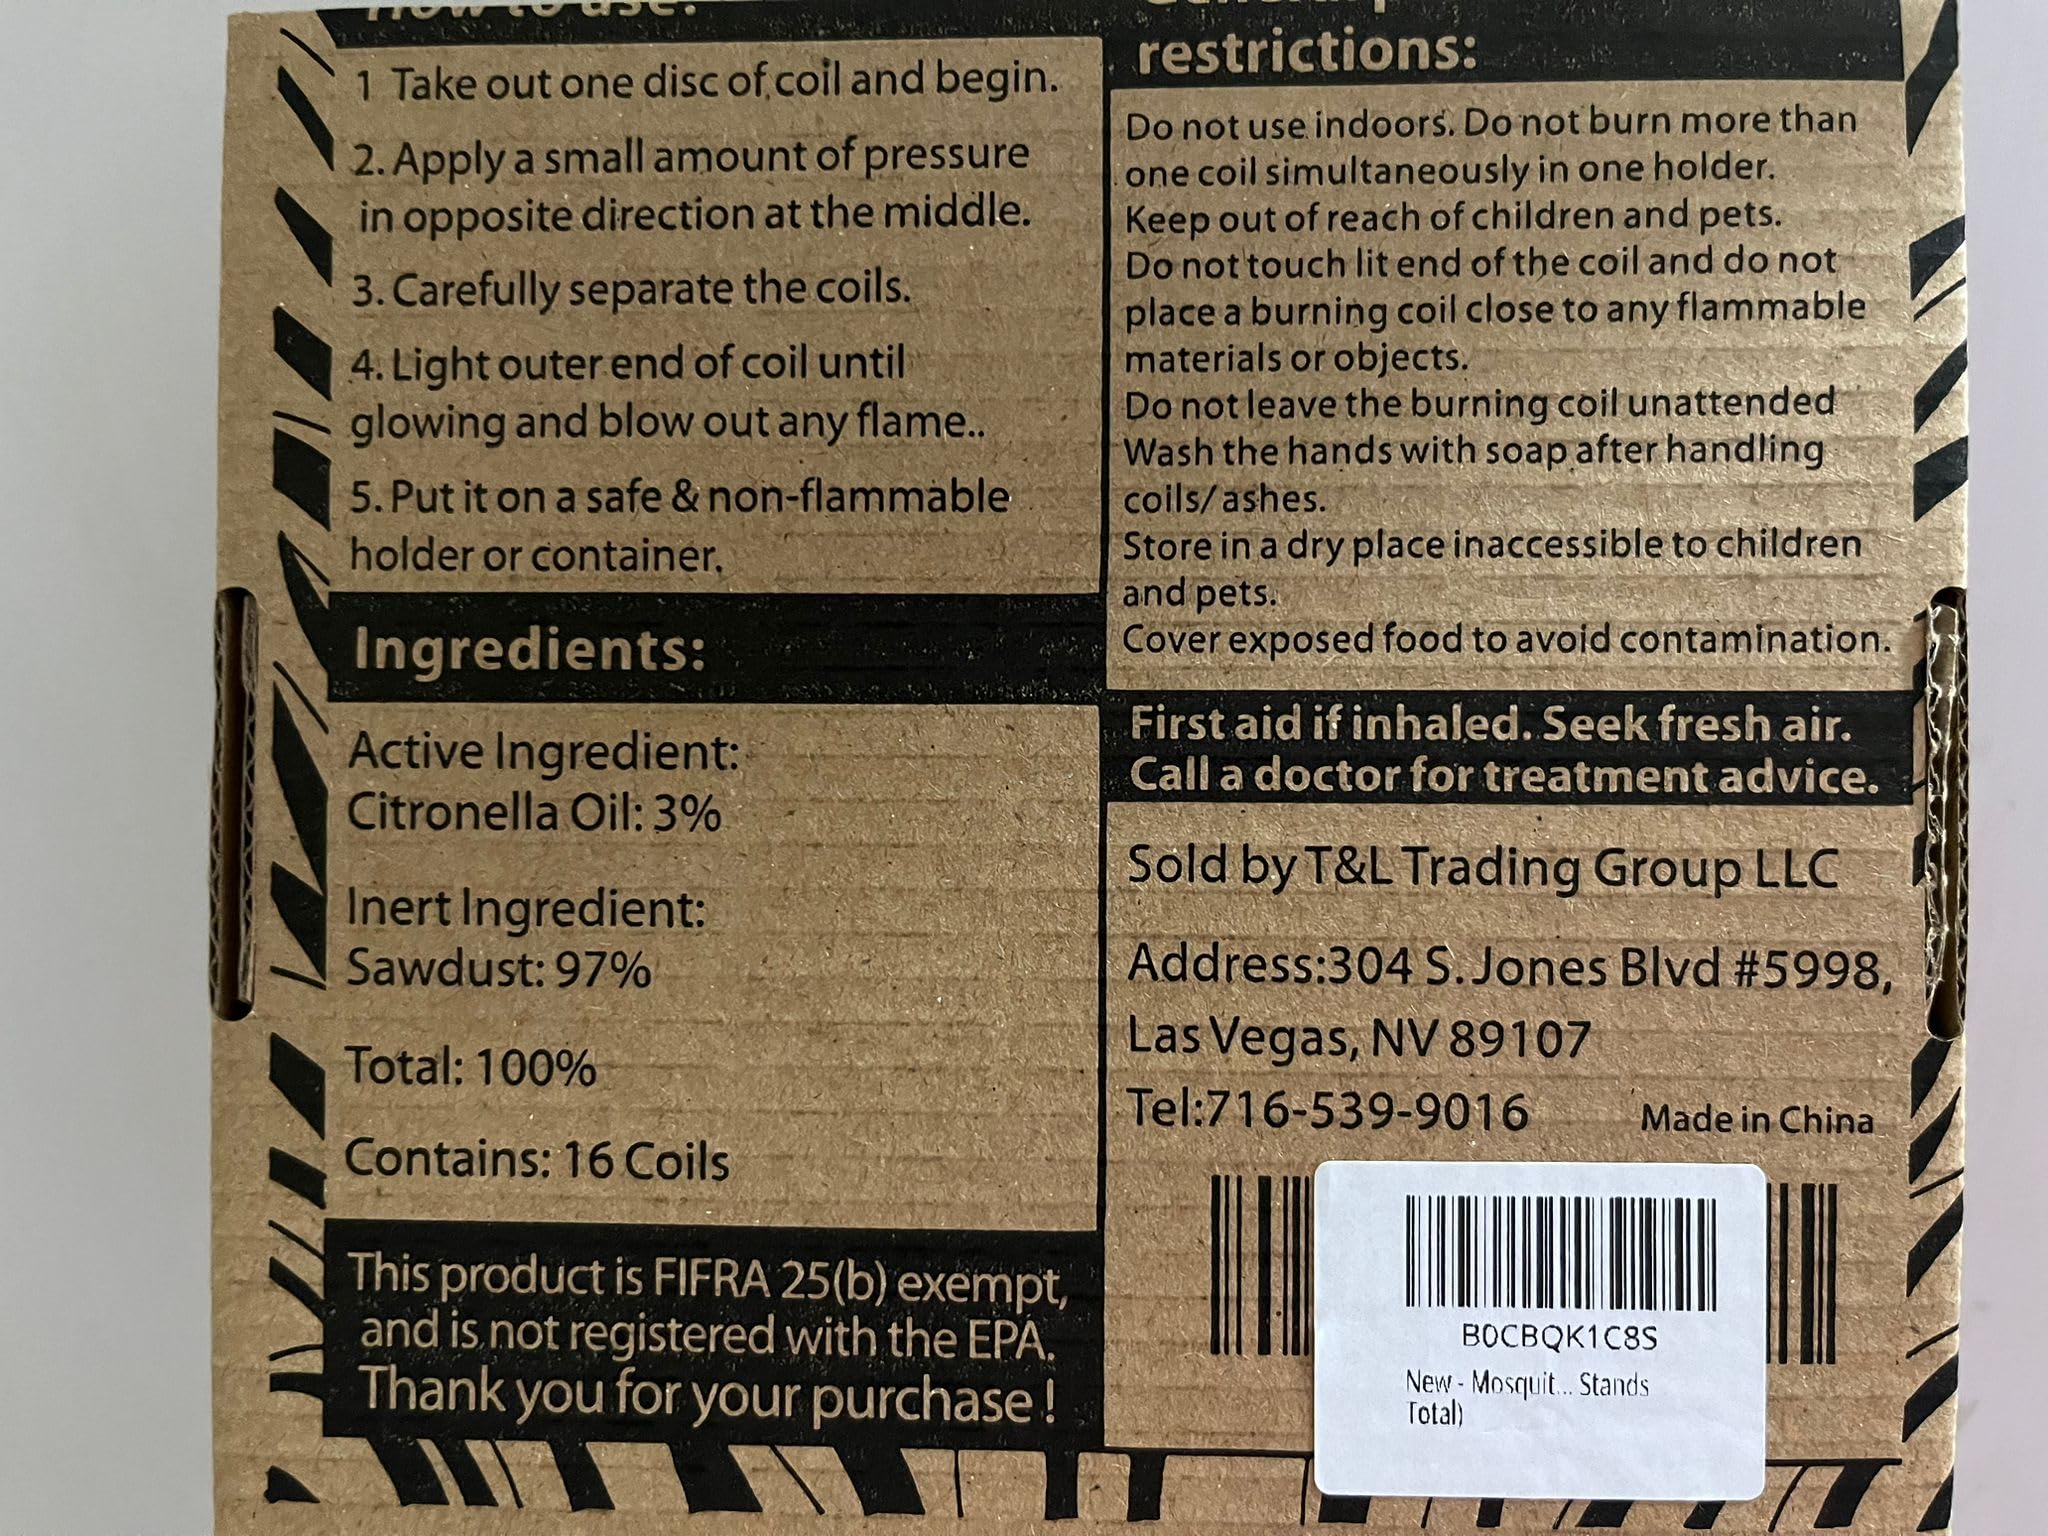 How to use:
1 Take out one disc of coil and begin.
2. Apply a small amount of pressure
in opposite direction at the middle.
3. Carefully separate the coils.
4. Light outer end of coil until
glowing and blow out any flame..
5. Put it on a safe & non-flammable
holder or container.
Ingredients:
Active Ingredient:
Citronella Oil: 3%
Inert Ingredient:
Sawdust: 97%
Total: 100%
Contains: 16 Coils
This product is FIFRA 25(b) exempt,
and is not registered with the EPA.
Thank you for your purchase !
restrictions:
Do not use indoors. Do not burn more than
one coil simultaneously in one holder.
Keep out of reach of children and pets.
Do not touch lit end of the coil and do not
place a burning coil close to any flammable
materials or objects.
Do not leave the burning coil unattended
Wash the hands with soap after handling
coils/ashes.
Store in a dry place inaccessible to children
and pets.
Cover exposed food to avoid contamination.
First aid if inhaled. Seek fresh air.
Call a doctor for treatment advice.
Sold by T&L Trading Group LLC
Address:304 S. Jones Blvd #5998,
Las Vegas, NV 89107
Tel:716-539-9016
Made in China
B0CBQK1C8S
New - Mosquit... Stands
Total)